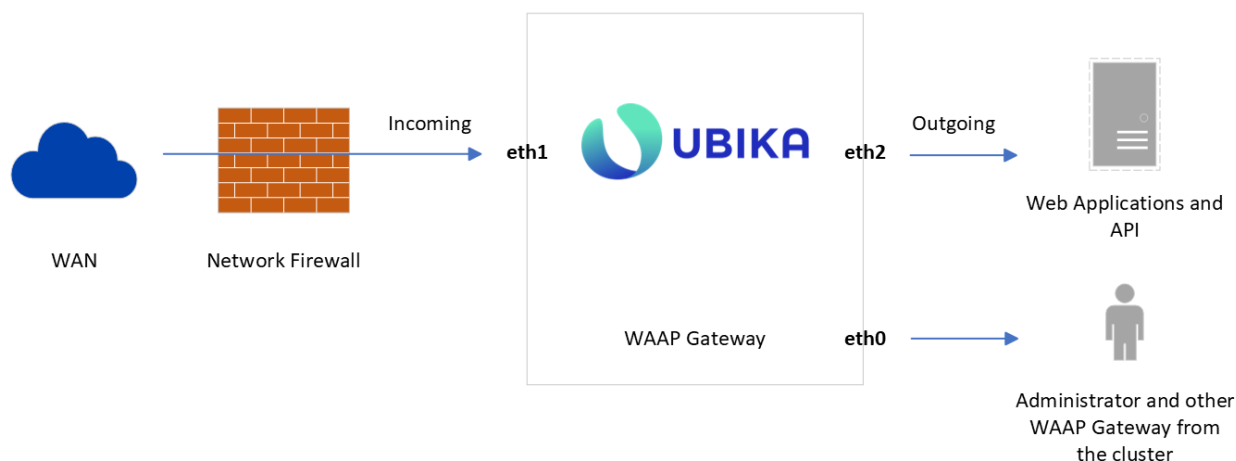 Incoming
Outgoing
eth1
UBIKA
eth2
WAN
Network Firewall
Web Applications and
API
WAAP Gateway
eth0
Administrator and other
WAAP Gateway from
the cluster